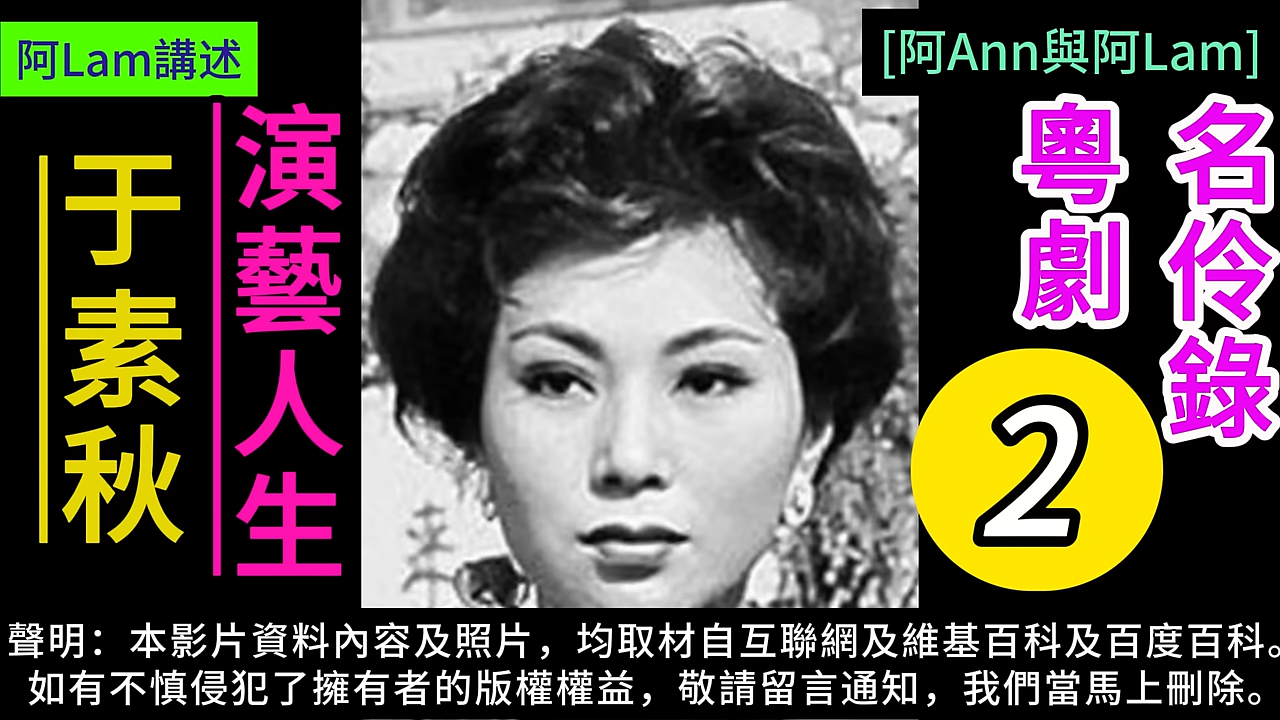 阿Lam講述
[阿Ann與阿Lam]
演藝人生
于素秋
名伶錄
粵劇
2
聲明：本影片資料內容及照片，均取材自互聯網及維基百科及百度百科。
如有不慎侵犯了擁有者的版權權益，敬請留言通知，我們當馬上刪除。